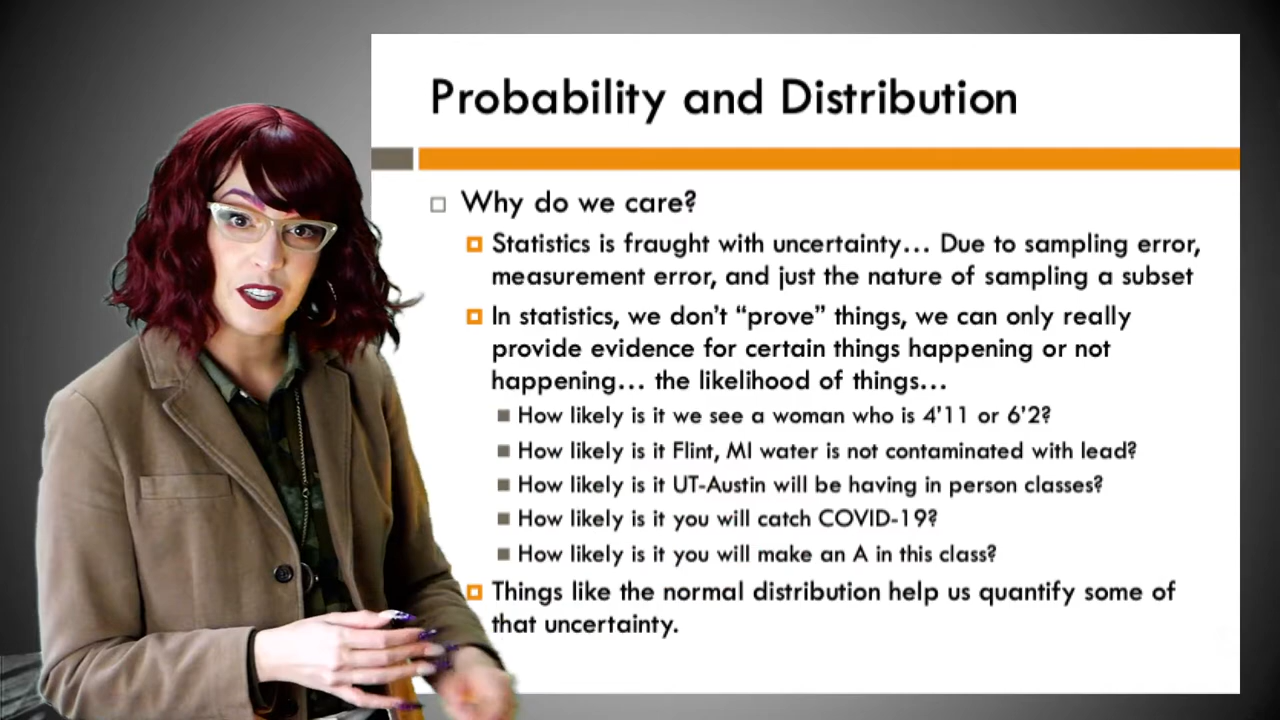 Probability and Distribution
Why do we care?
Statistics is fraught with uncertainty... Due to sampling error,
measurement error, and just the nature of sampling a subset
In statistics, we don't “prove” things, we can only really
provide evidence for certain things happening or not
happening... the likelihood of things...
How likely is it we see a woman who is 4'11 or 6'2?
How likely is it Flint, MI water is not contaminated with lead?
How likely is it UT-Austin will be having in person classes?
How likely is it you will catch COVID-19?
How likely is it you will make an A in this class?
Things like the normal distribution help us quantify some of
that uncertainty.